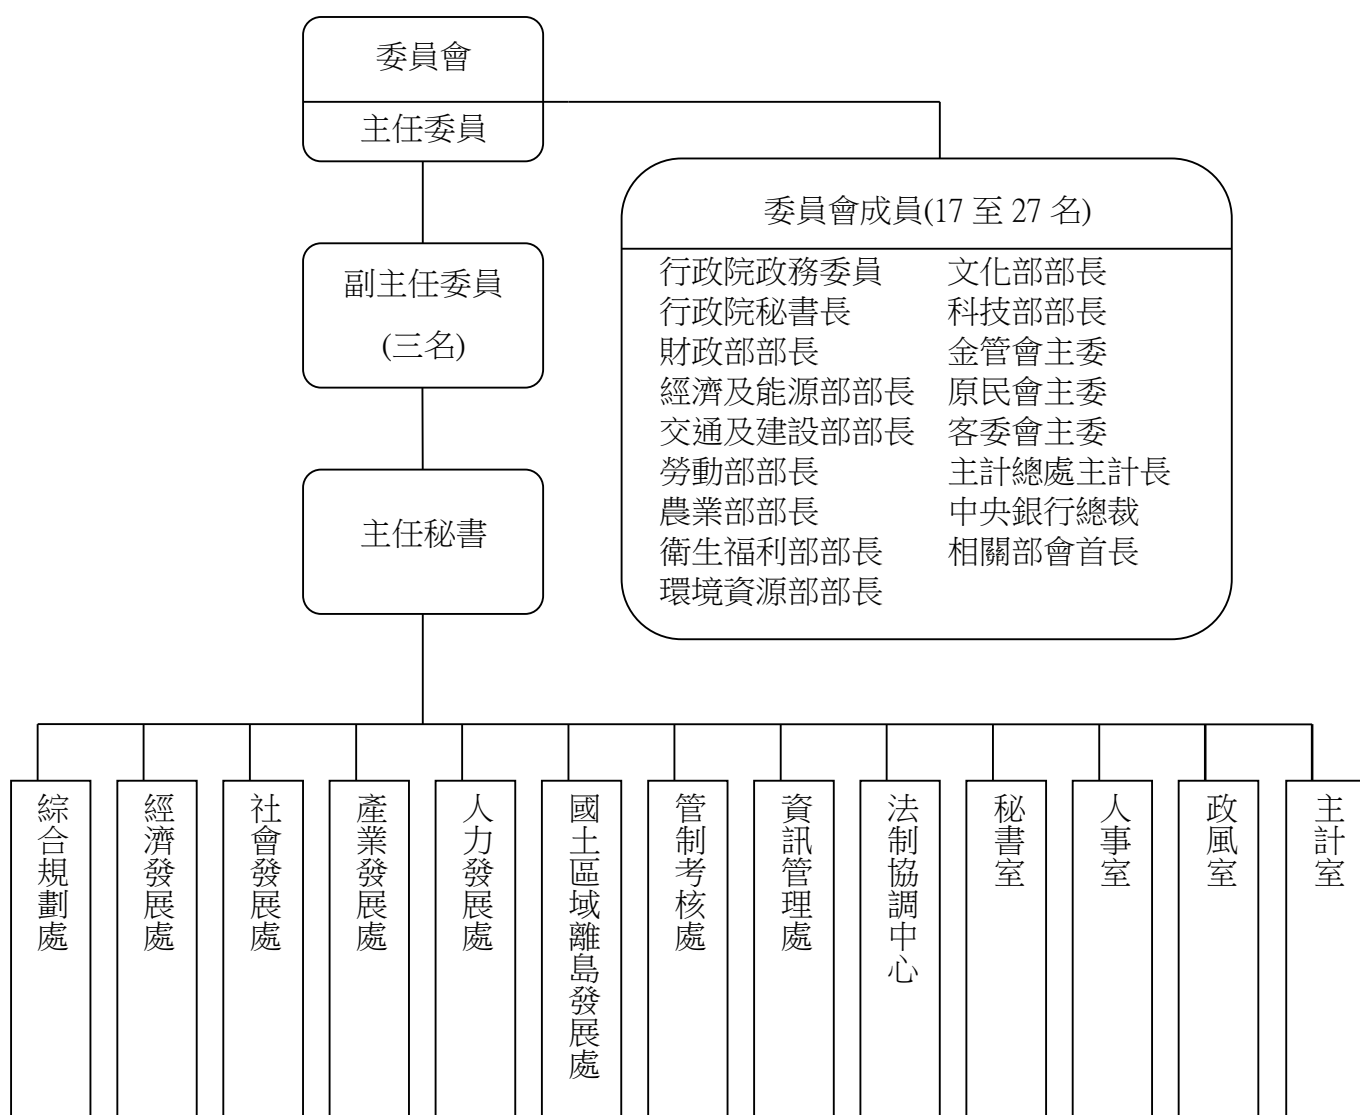 委員會
主任委員
副主任委員
(三名)
主任秘書
委員會成員(17 至 27 名)
行政院政務委員
行政院秘書長
財政部部長
經濟及能源部部長
交通及建設部部長
勞動部部長
農業部部長
衛生福利部部長
環境資源部部長
文化部部長
科技部部長
金管會主委
原民會主委
客委會主委
主計總處主計長
中央銀行總裁
相關部會首長
綜合規劃處
經濟發展處
社會發展處
產業發展處
人力發展處
國土區域離島發展處
管制考核處
資訊管理處
法制協調中心
秘書室
人事室
政風室
主計室